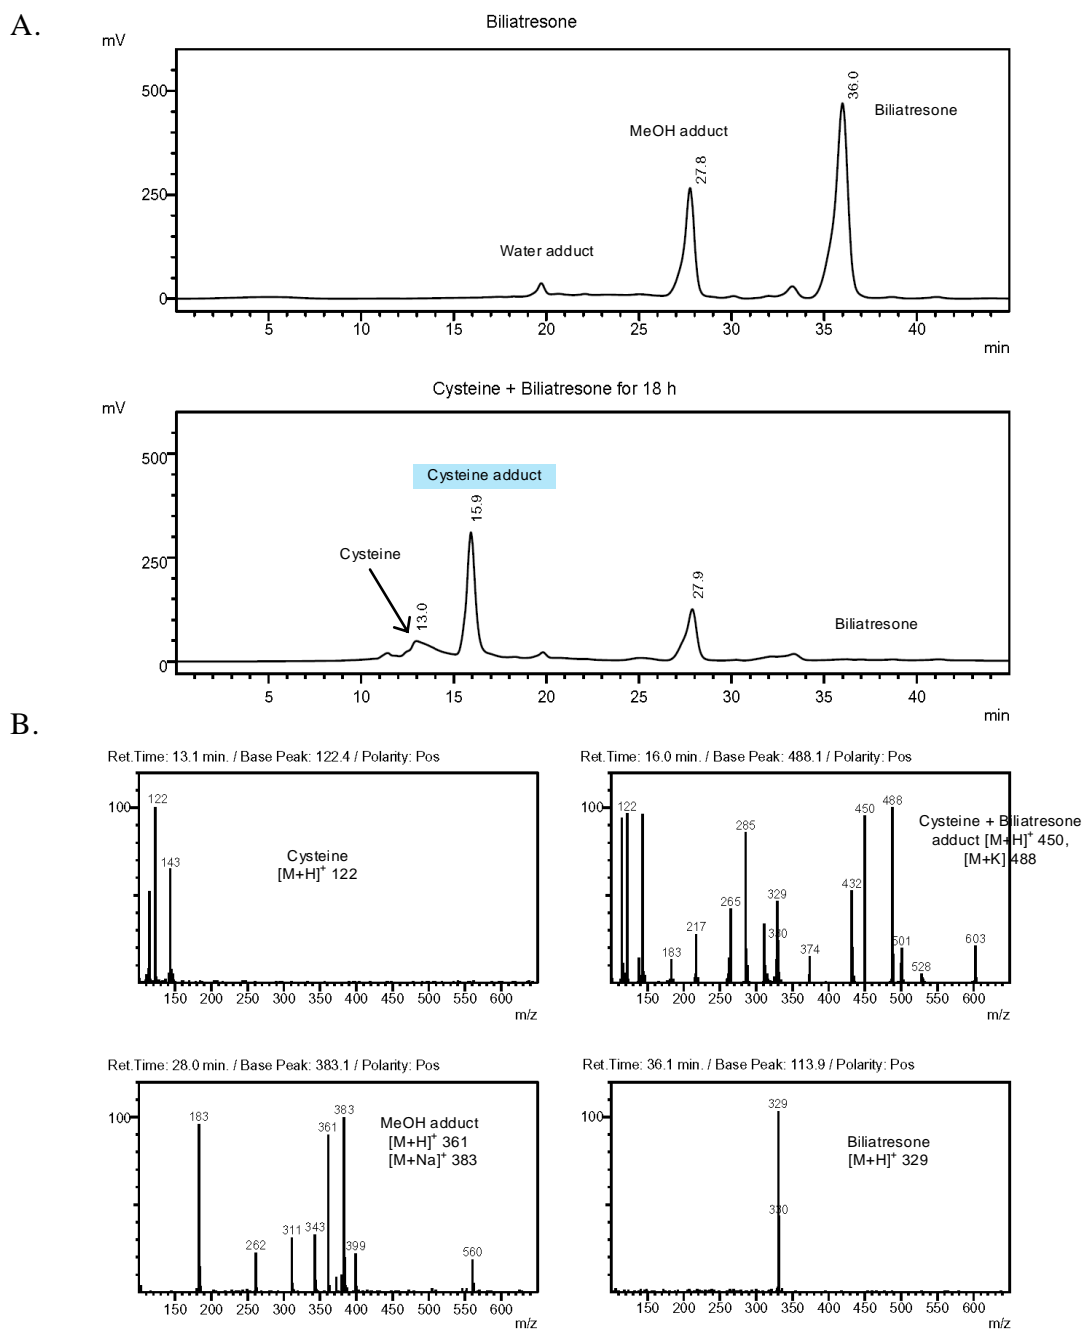 A.
Biliatresone
mV
500
250
0
Water adduct
MeOH adduct
27.8
36.0
Biliatresone
5 10 15 20 25 30 35 40
min
Cysteine + Biliatresone for 18 h
mV
500
250
0
Cysteine adduct
15.9
Cysteine
13.0
27.9
Biliatresone
5 10 15 20 25 30 35 40
min
B.
Ret.Time: 13.1 min. / Base Peak: 122.4 / Polarity: Pos
100
122
143
Cysteine
[M+H]+ 122
150 200 250 300 350 400 450 500 550 600
m/z
Ret.Time: 16.0 min. / Base Peak: 488.1 / Polarity: Pos
100
122
183
217
265
285
329
330
374
432
450
488
501
528
603
Cysteine + Biliatresone
adduct [M+H]+ 450,
[M+K] 488
150 200 250 300 350 400 450 500 550 600
m/z
Ret.Time: 28.0 min. / Base Peak: 383.1 / Polarity: Pos
100
183
262
311
343
361
383
399
560
MeOH adduct
[M+H]+ 361
[M+Na]+ 383
150 200 250 300 350 400 450 500 550 600
m/z
Ret.Time: 36.1 min. / Base Peak: 113.9 / Polarity: Pos
100
329
330
Biliatresone
[M+H]+ 329
150 200 250 300 350 400 450 500 550 600
m/z